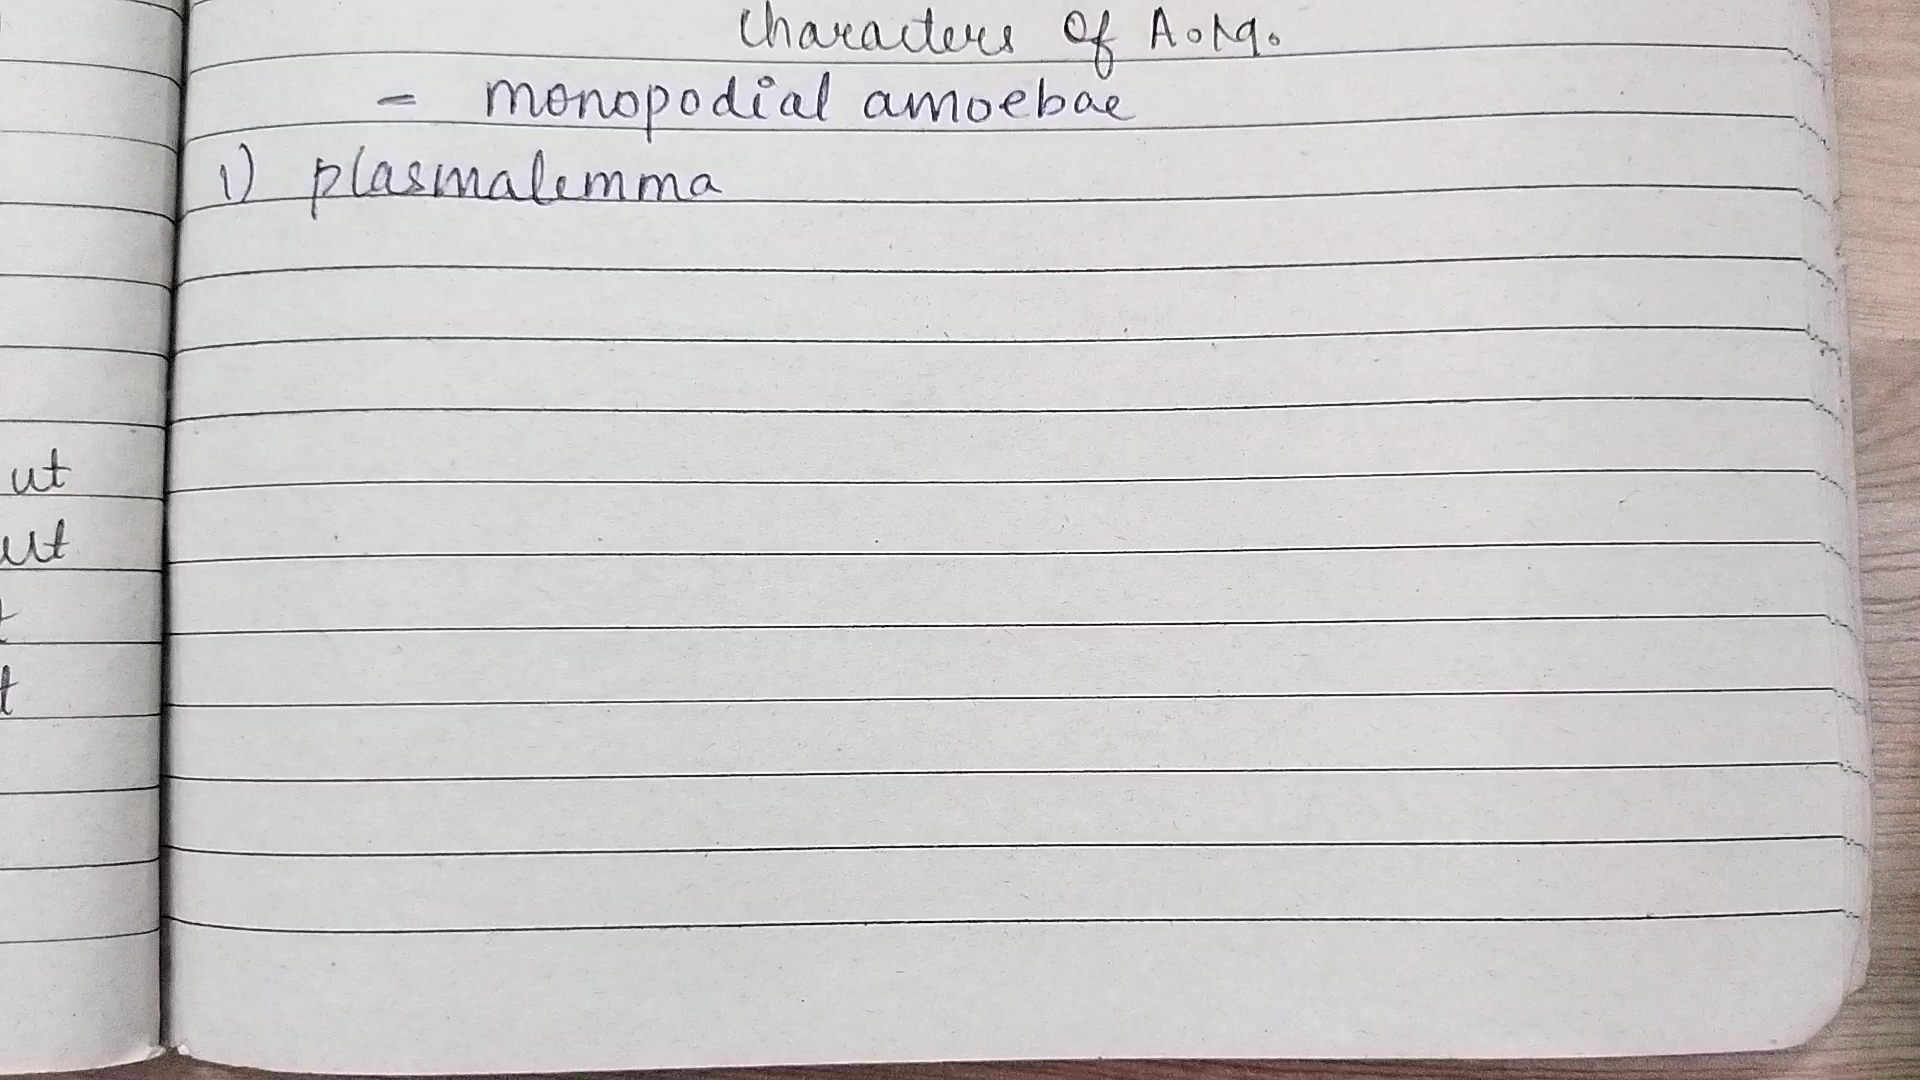 Characters of A.M.
- monopodial amoebae
1) plasmalemma
ut
ut
t
t